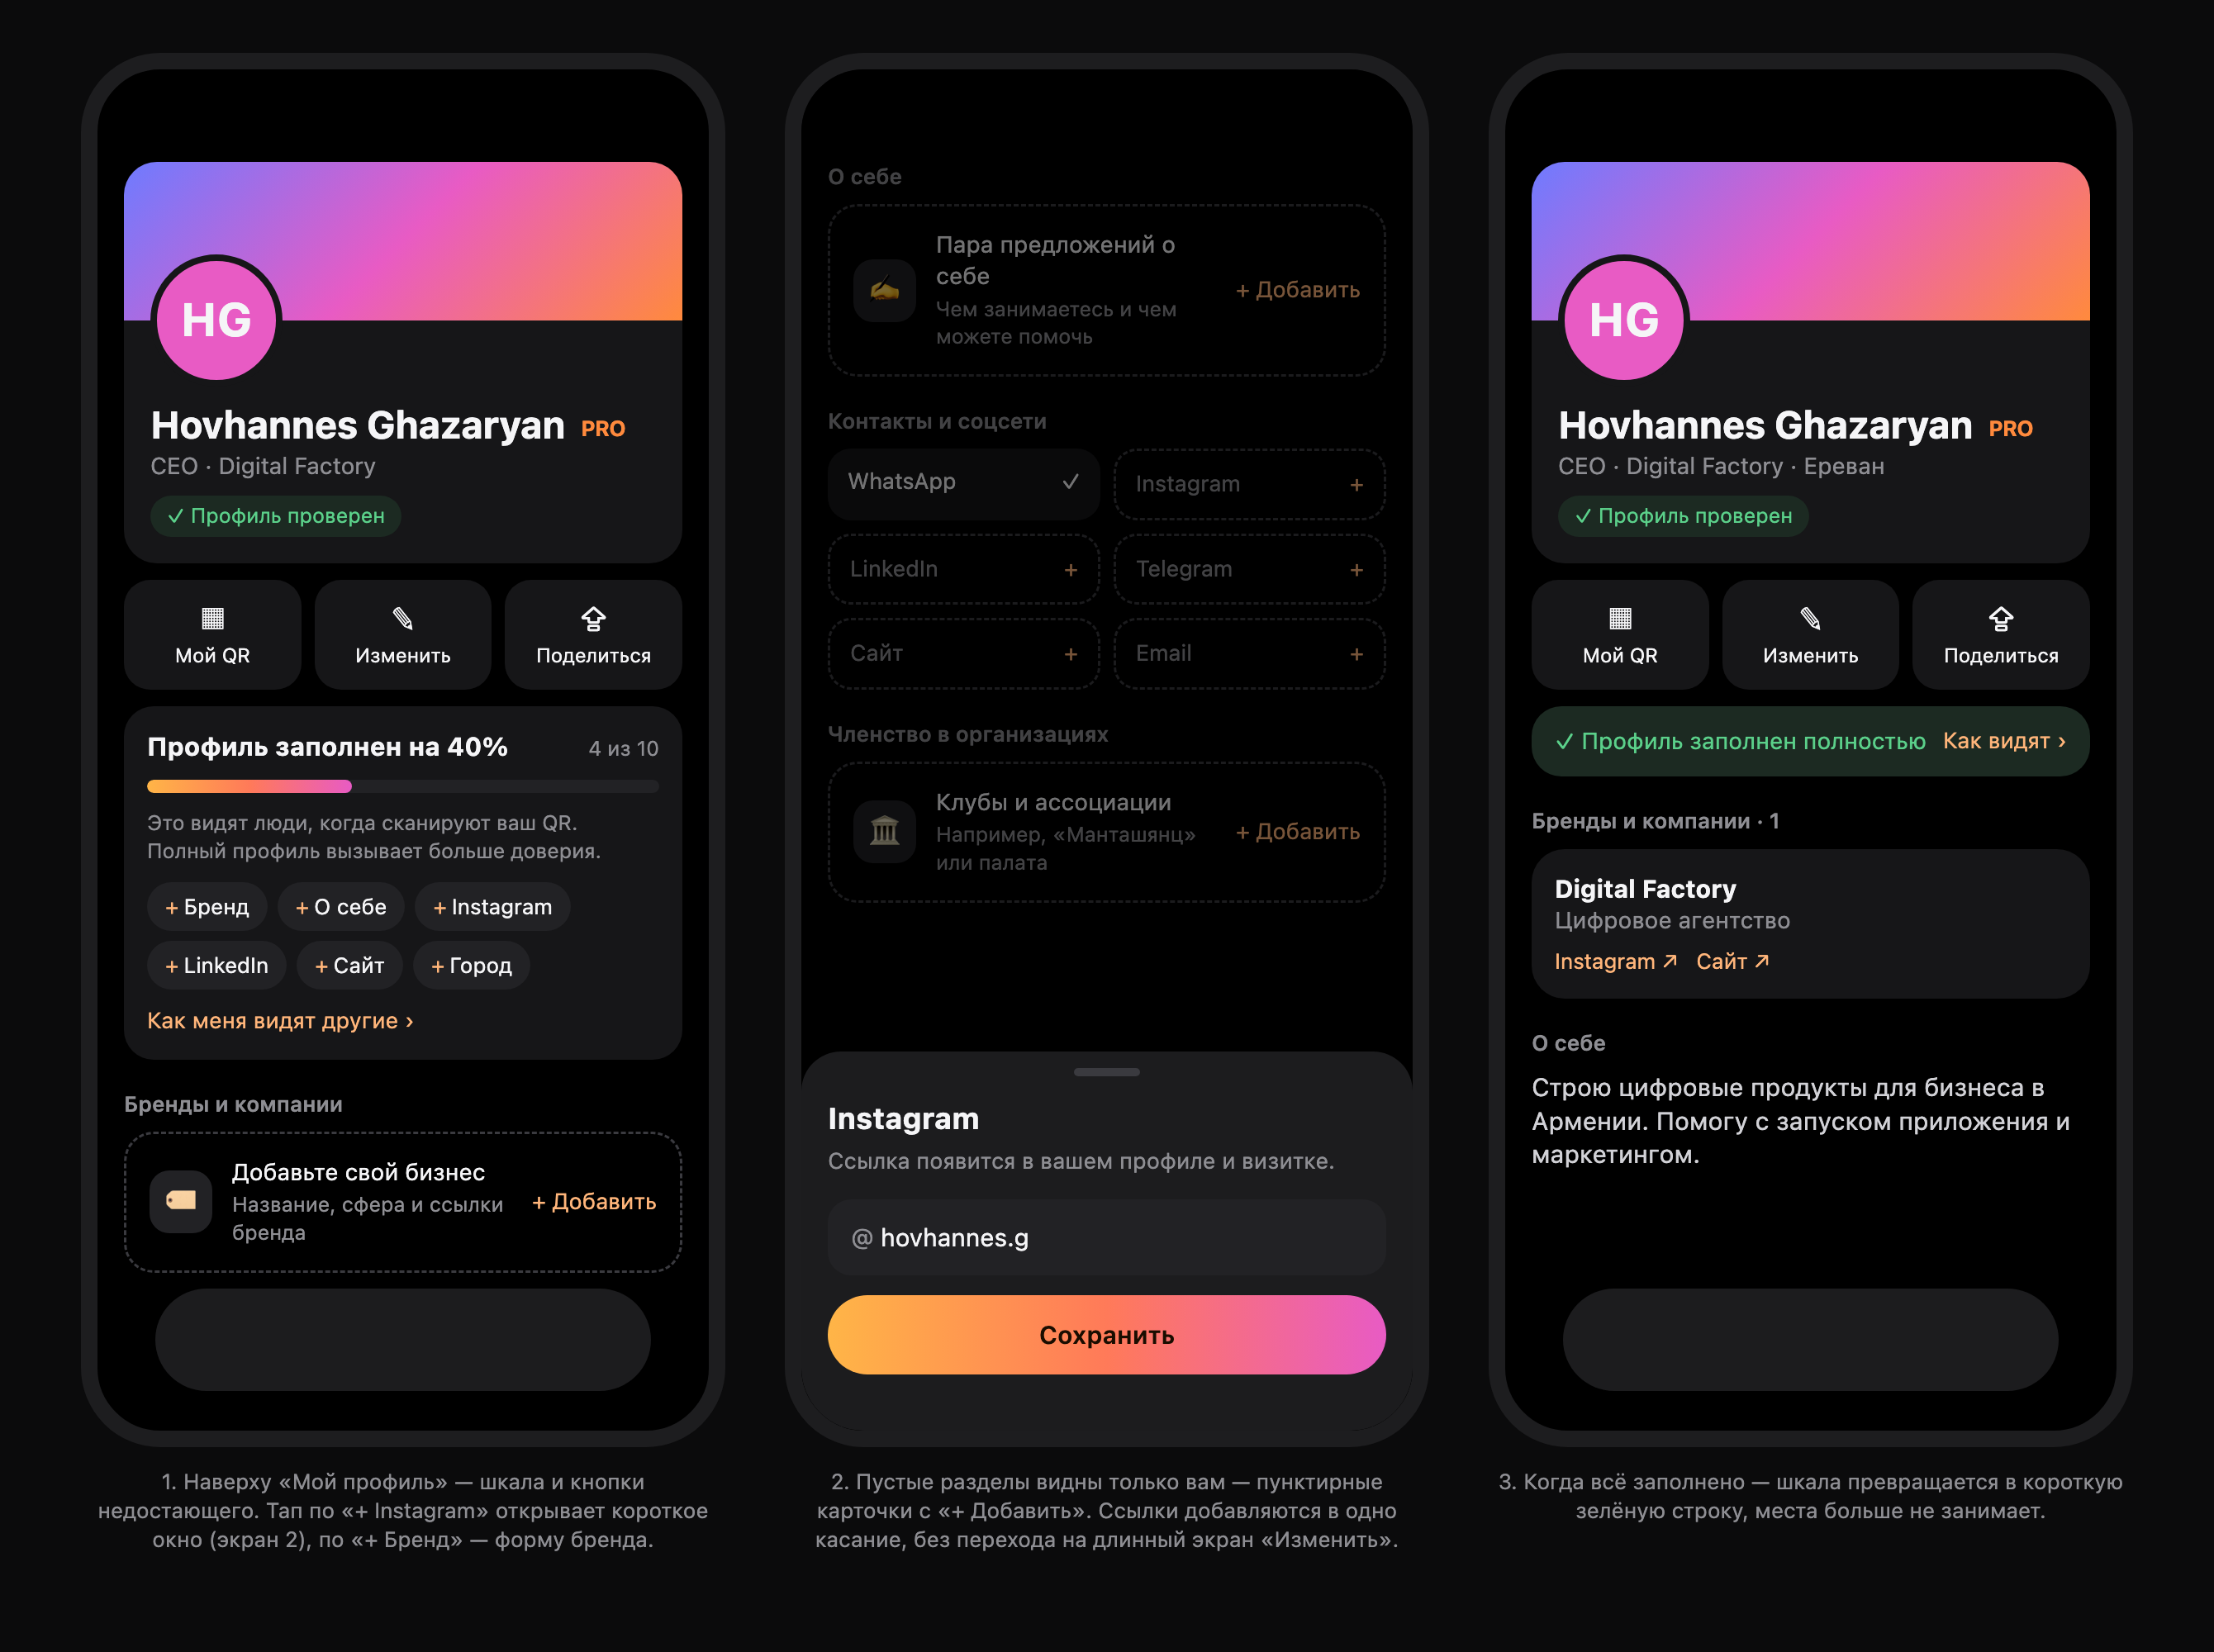 HG
Hovhannes Ghazaryan PRO
CEO · Digital Factory
✓ Профиль проверен
Мой QR
Изменить
Поделиться
Профиль заполнен на 40% 4 из 10
Это видят люди, когда сканируют ваш QR.
Полный профиль вызывает больше доверия.
+ Бренд + О себе + Instagram
+ LinkedIn + Сайт + Город
Как меня видят другие ›
Бренды и компании
Добавьте свой бизнес
Название, сфера и ссылки
бренда
+ Добавить
1. Наверху «Мой профиль» — шкала и кнопки
недостающего. Тап по «+ Instagram» открывает короткое
окно (экран 2), по «+ Бренд» — форму бренда.
О себе
Пара предложений о
себе
Чем занимаетесь и чем
можете помочь
+ Добавить
Контакты и соцсети
WhatsApp ✓ Instagram +
LinkedIn + Telegram +
Сайт + Email +
Членство в организациях
Клубы и ассоциации
Например, «Манташянц»
или палата
+ Добавить
Instagram
Ссылка появится в вашем профиле и визитке.
@ hovhannes.g
Сохранить
2. Пустые разделы видны только вам — пунктирные
карточки с «+ Добавить». Ссылки добавляются в одно
касание, без перехода на длинный экран «Изменить».
HG
Hovhannes Ghazaryan PRO
CEO · Digital Factory · Ереван
✓ Профиль проверен
Мой QR
Изменить
Поделиться
✓ Профиль заполнен полностью Как видят ›
Бренды и компании · 1
Digital Factory
Цифровое агентство
Instagram ↗ Сайт ↗
О себе
Строю цифровые продукты для бизнеса в
Армении. Помогу с запуском приложения и
маркетингом.
3. Когда всё заполнено — шкала превращается в короткую
зелёную строку, места больше не занимает.